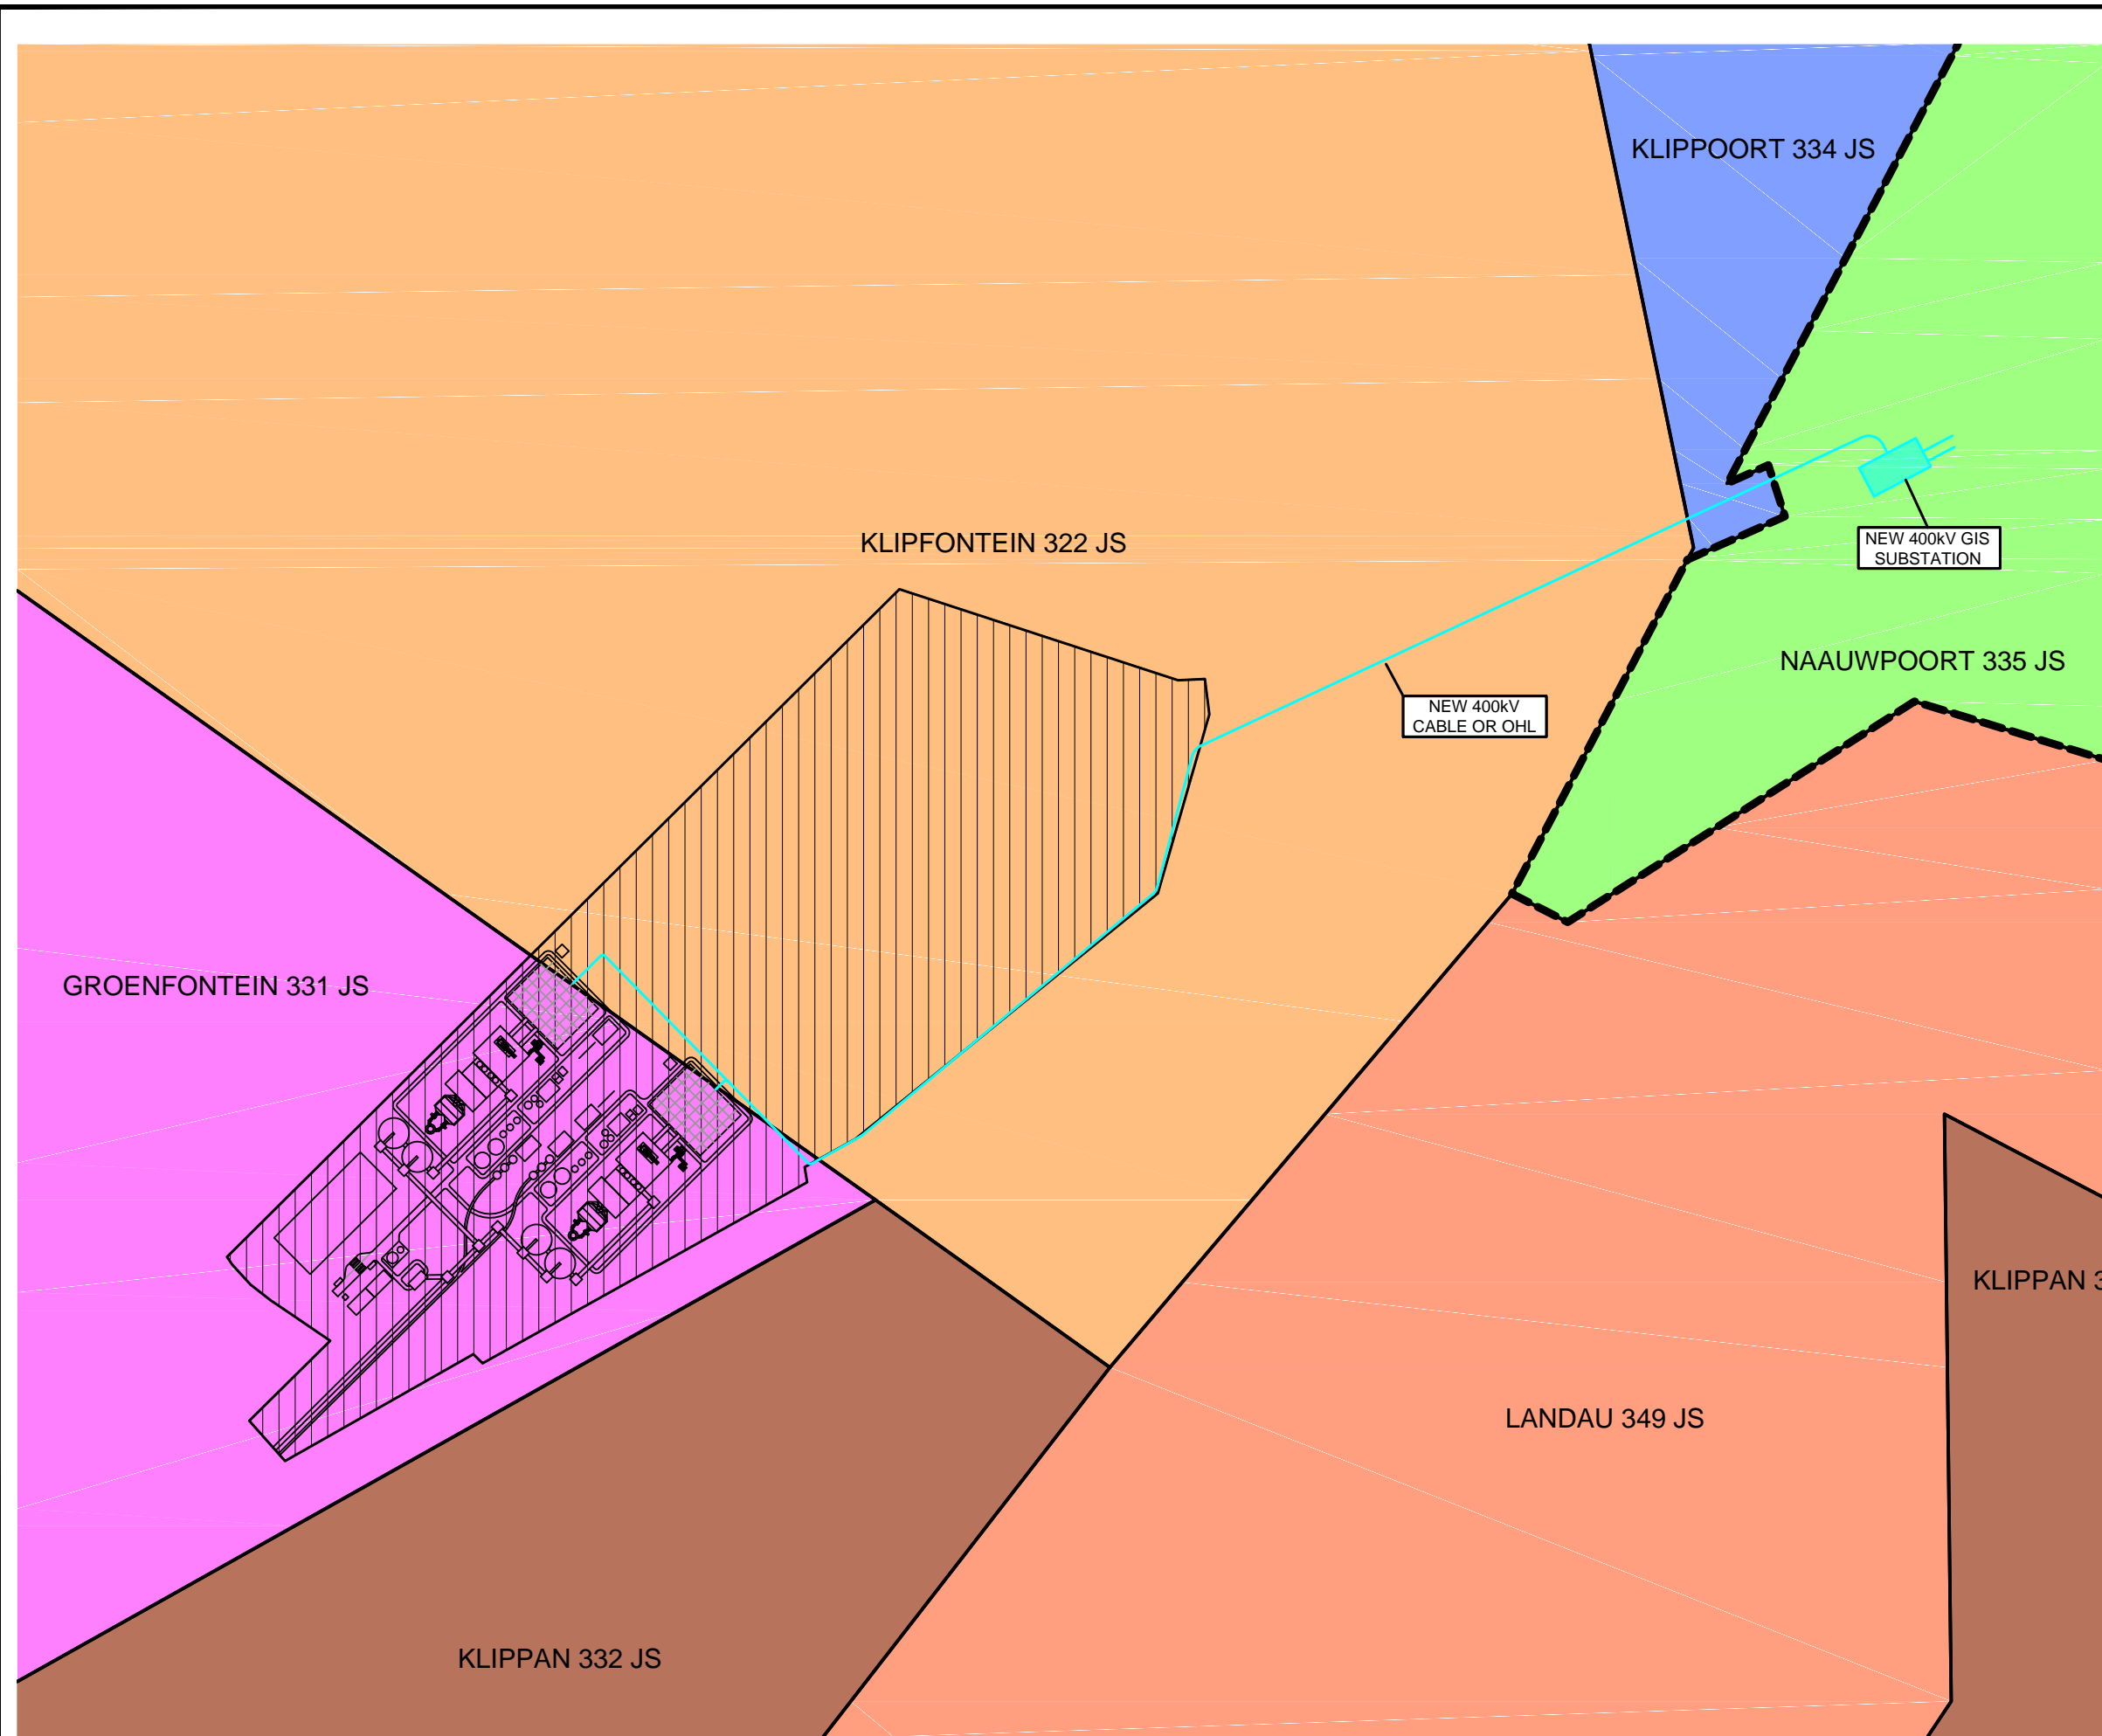 KLIPPOORT 334 JS
KLIPFONTEIN 322 JS
NEW 400kV GIS
SUBSTATION
NAAUWPOORT 335 JS
NEW 400kV
CABLE OR OHL
GROENFONTEIN 331 JS
KLIPPAN 3
LANDAU 349 JS
KLIPPAN 332 JS